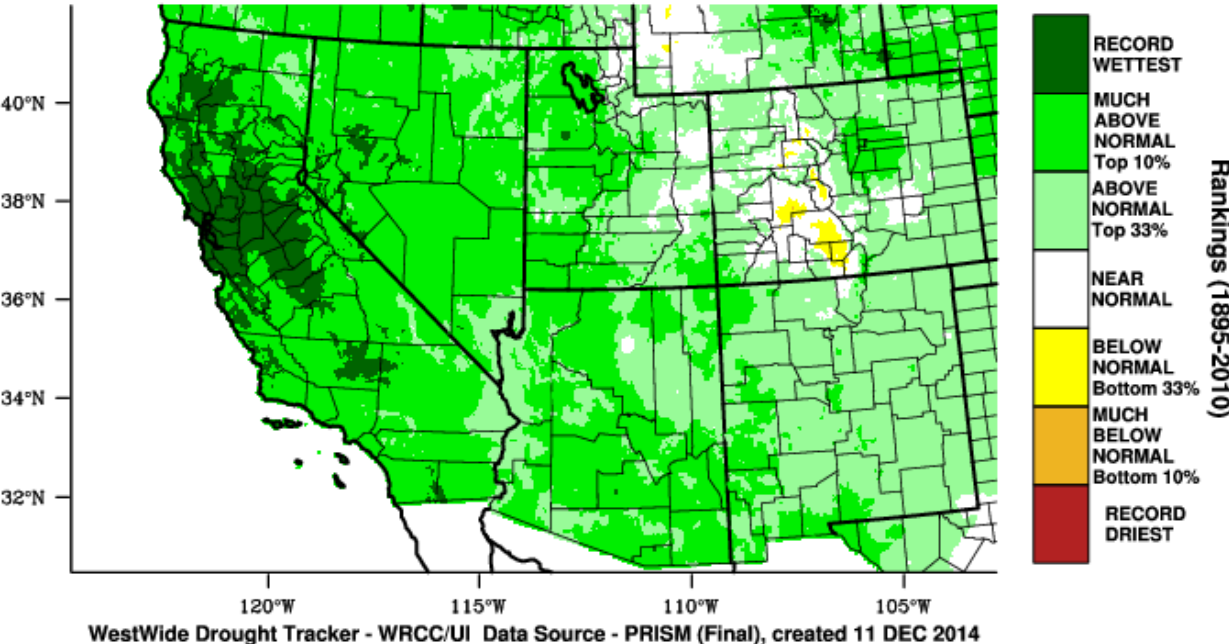 RECORD
WETTEST
MUCH
ABOVE
NORMAL
Top 10%
ABOVE
NORMAL
Top 33%
NEAR
NORMAL
BELOW
NORMAL
Bottom 33%
MUCH
BELOW
NORMAL
Bottom 10%
RECORD
DRIEST
Rankings (1895-2010)
40°N
38°N
36°N
34°N
32°N
120°W
115°W
110°W
105°W
WestWide Drought Tracker - WRCC/UI Data Source - PRISM (Final), created 11 DEC 2014